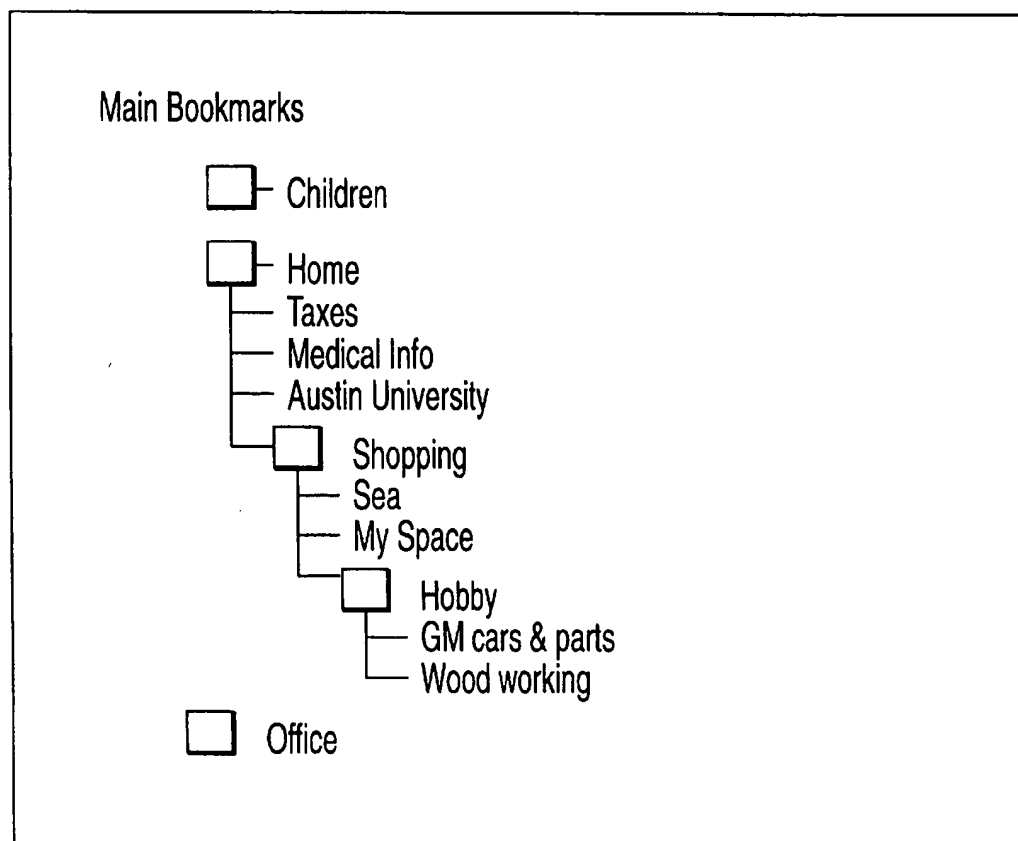 Main Bookmarks
Children
Home
Taxes
Medical Info
Austin University
Shopping
Sea
My Space
Hobby
GM cars & parts
Wood working
Office